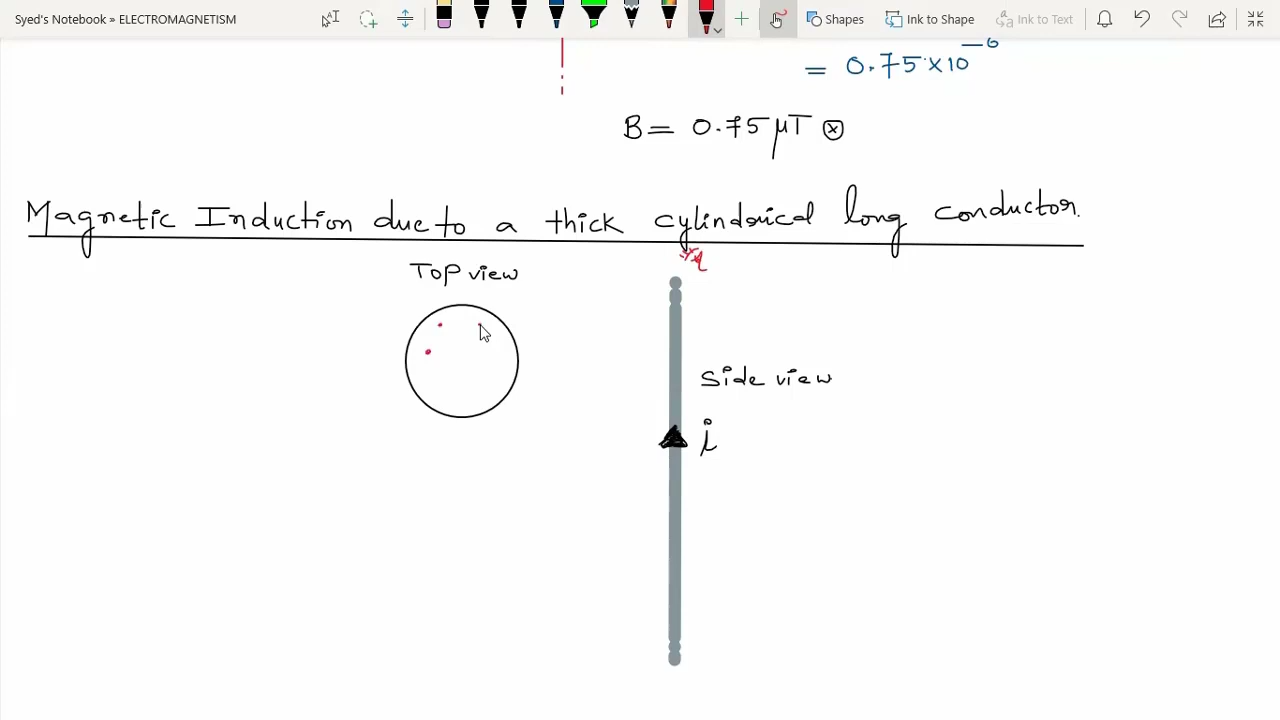 Syed's Notebook » ELECTROMAGNETISM
Shapes
Ink to Shape
Ink to Text
= 0.75×10⁻⁶
B = 0.75 μT ⊗
Magnetic Induction due to a thick cylindrical long conductor.
Top view
Side view
i